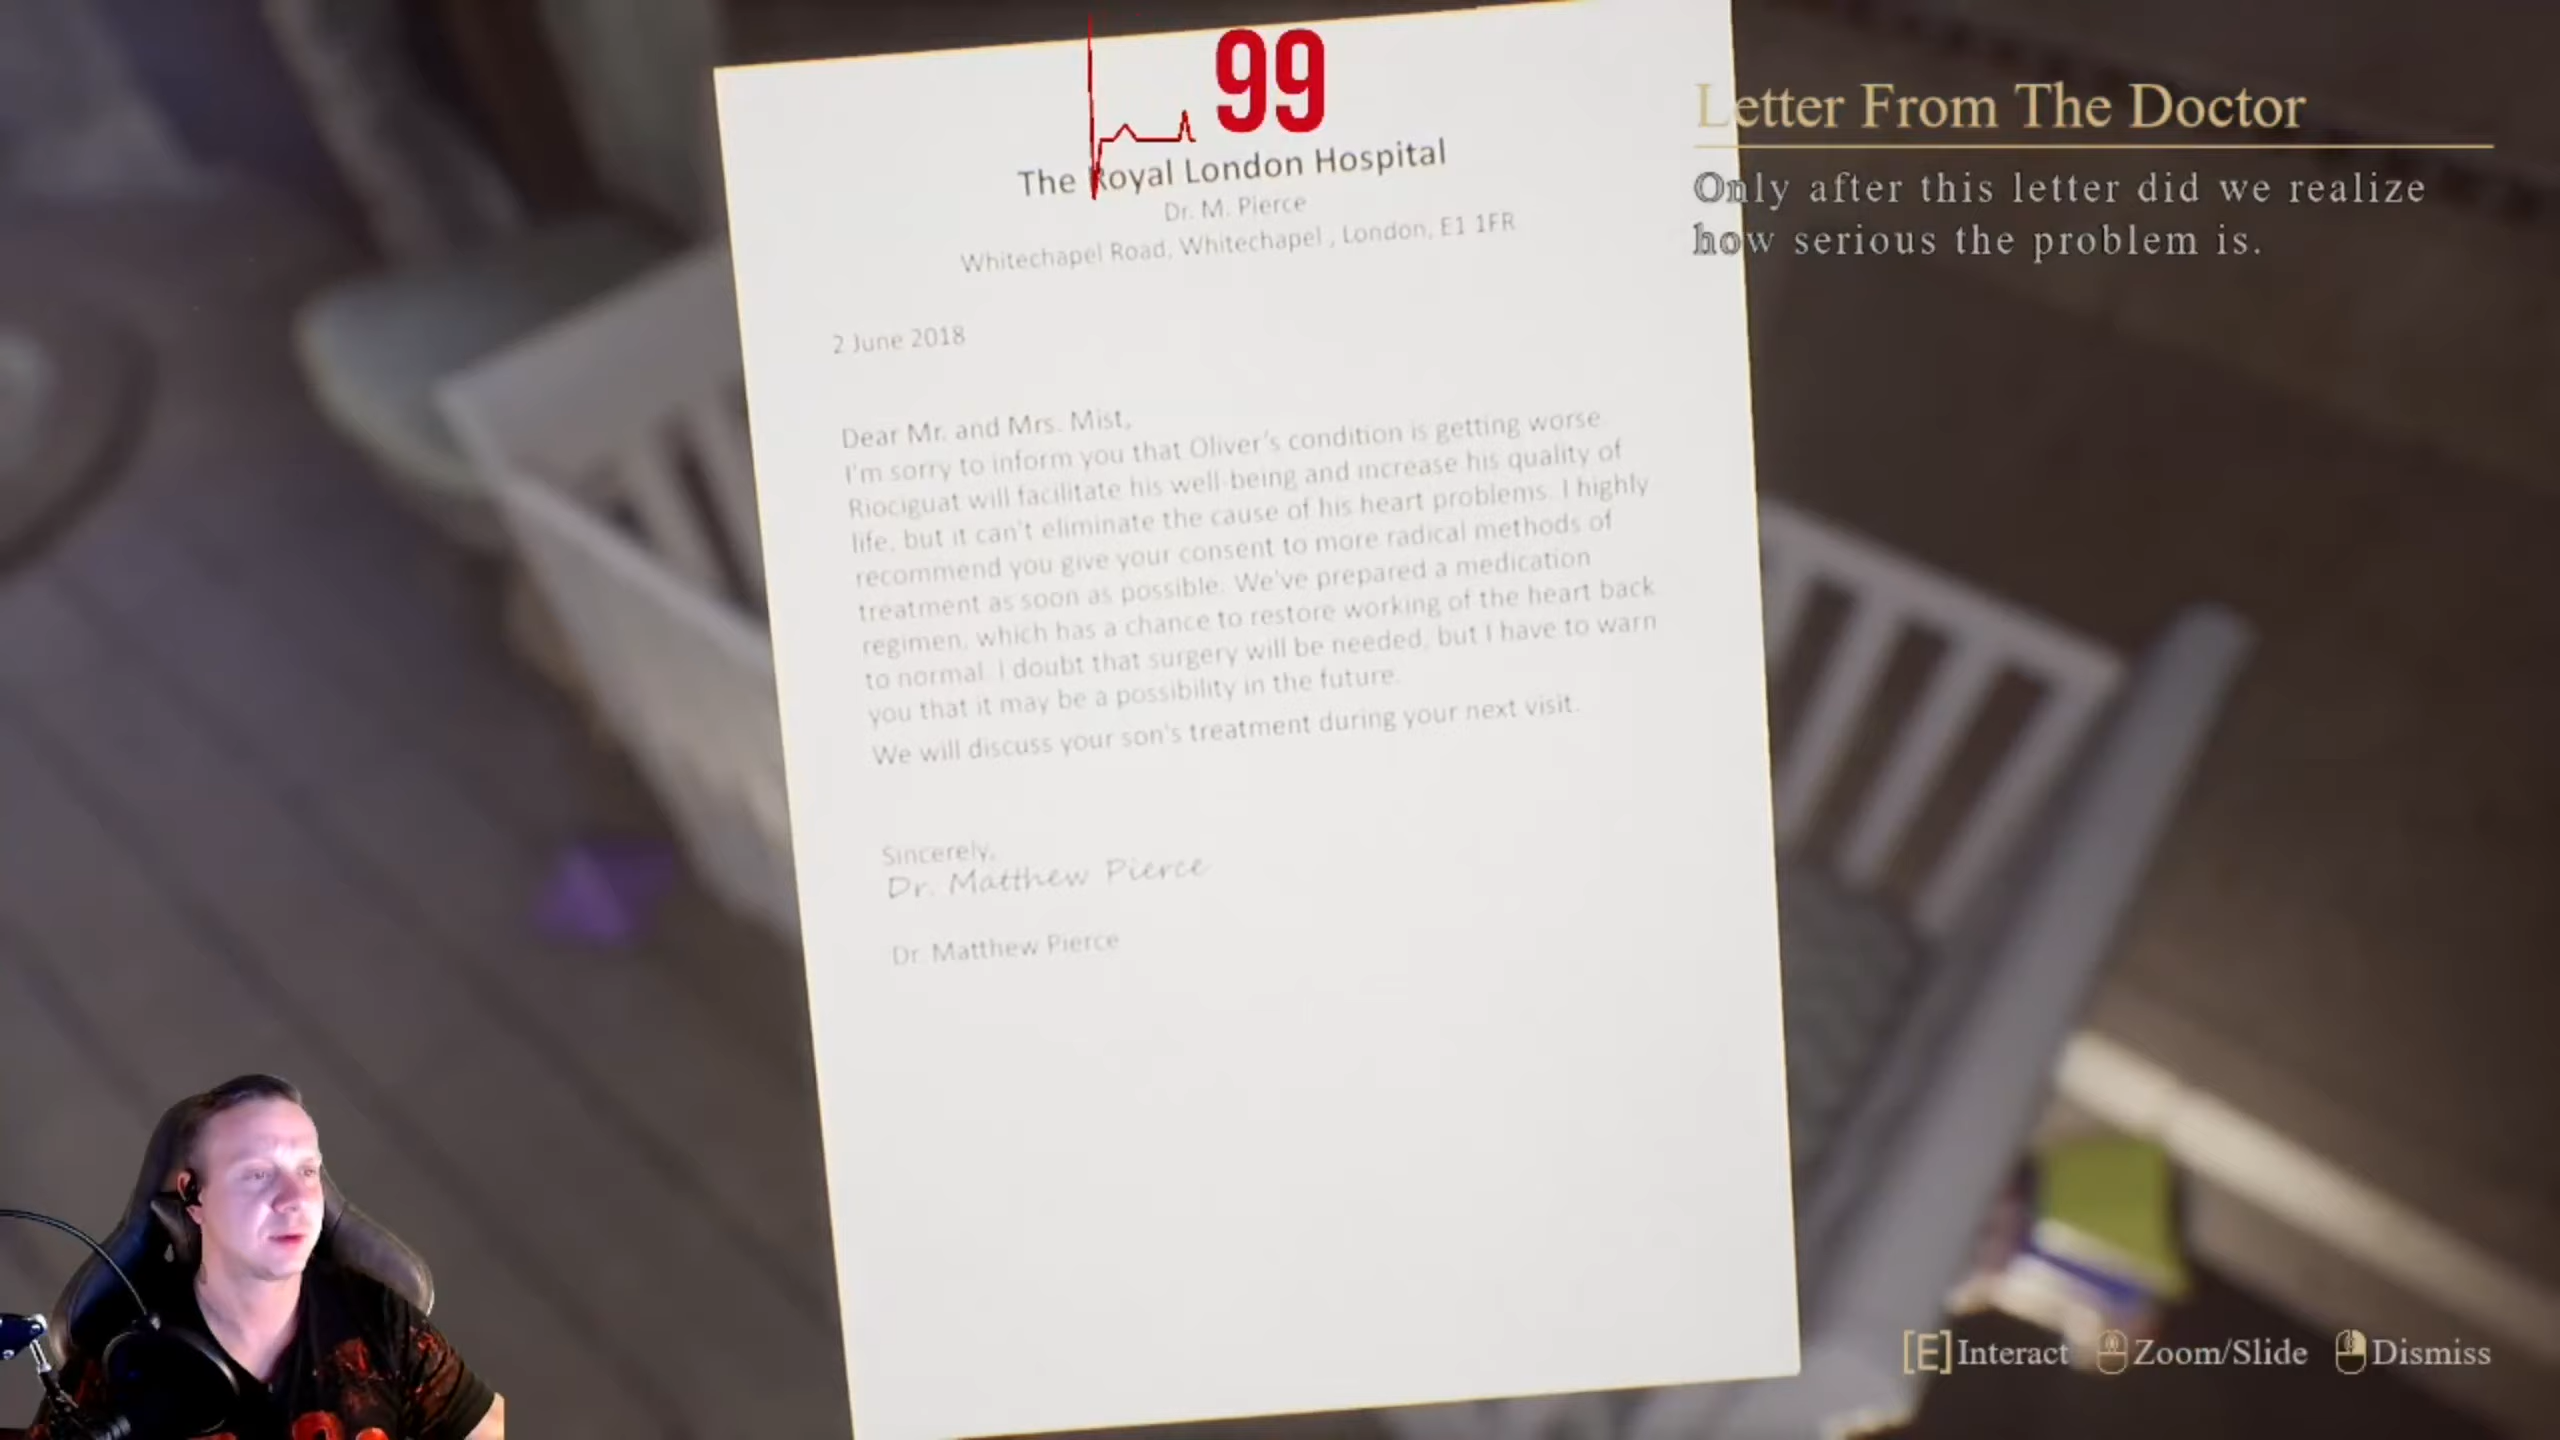 99
The Royal London Hospital
Dr. M. Pierce
Whitechapel Road, Whitechapel , London, E1 1FR
2 June 2018
Dear Mr. and Mrs. Mist,
I'm sorry to inform you that Oliver's condition is getting worse
Riociguat will facilitate his well-being and increase his quality of
life, but it can't eliminate the cause of his heart problems. I highly
recommend you give your consent to more radical methods of
treatment as soon as possible. We've prepared a medication
regimen, which has a chance to restore working of the heart back
to normal. I doubt that surgery will be needed, but I have to warn
you that it may be a possibility in the future.
We will discuss your son's treatment during your next visit.
Sincerely,
Dr. Matthew Pierce
Dr. Matthew Pierce
Letter From The Doctor
Only after this letter did we realize
how serious the problem is.
[E] Interact Zoom/Slide Dismiss